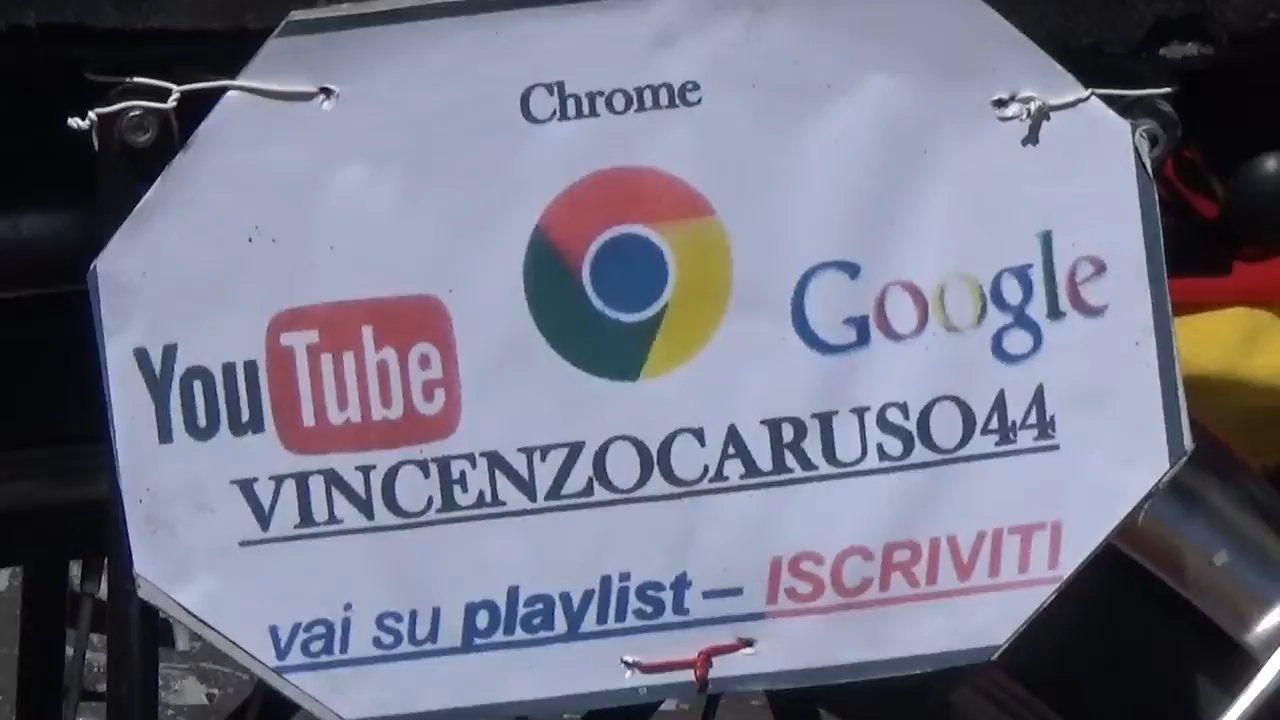 Chrome
YouTube
Google
VINCENZOCARUSO44
vai su playlist – ISCRIVITI